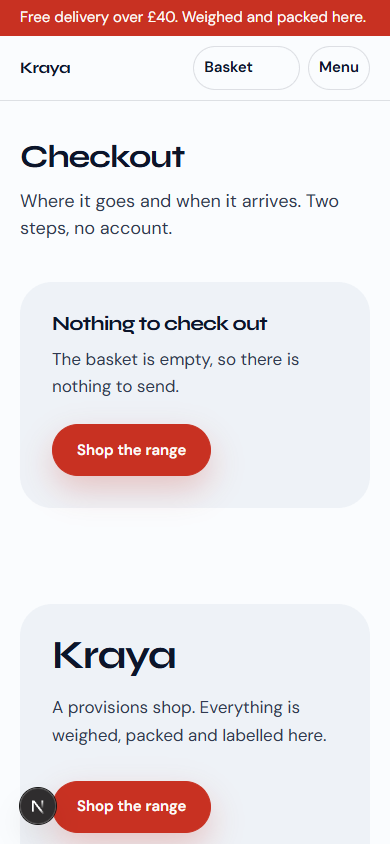 Free delivery over £40. Weighed and packed here.
Kraya
Basket
Menu
Checkout
Where it goes and when it arrives. Two
steps, no account.
Nothing to check out
The basket is empty, so there is
nothing to send.
Shop the range
Kraya
A provisions shop. Everything is
weighed, packed and labelled here.
N
Shop the range